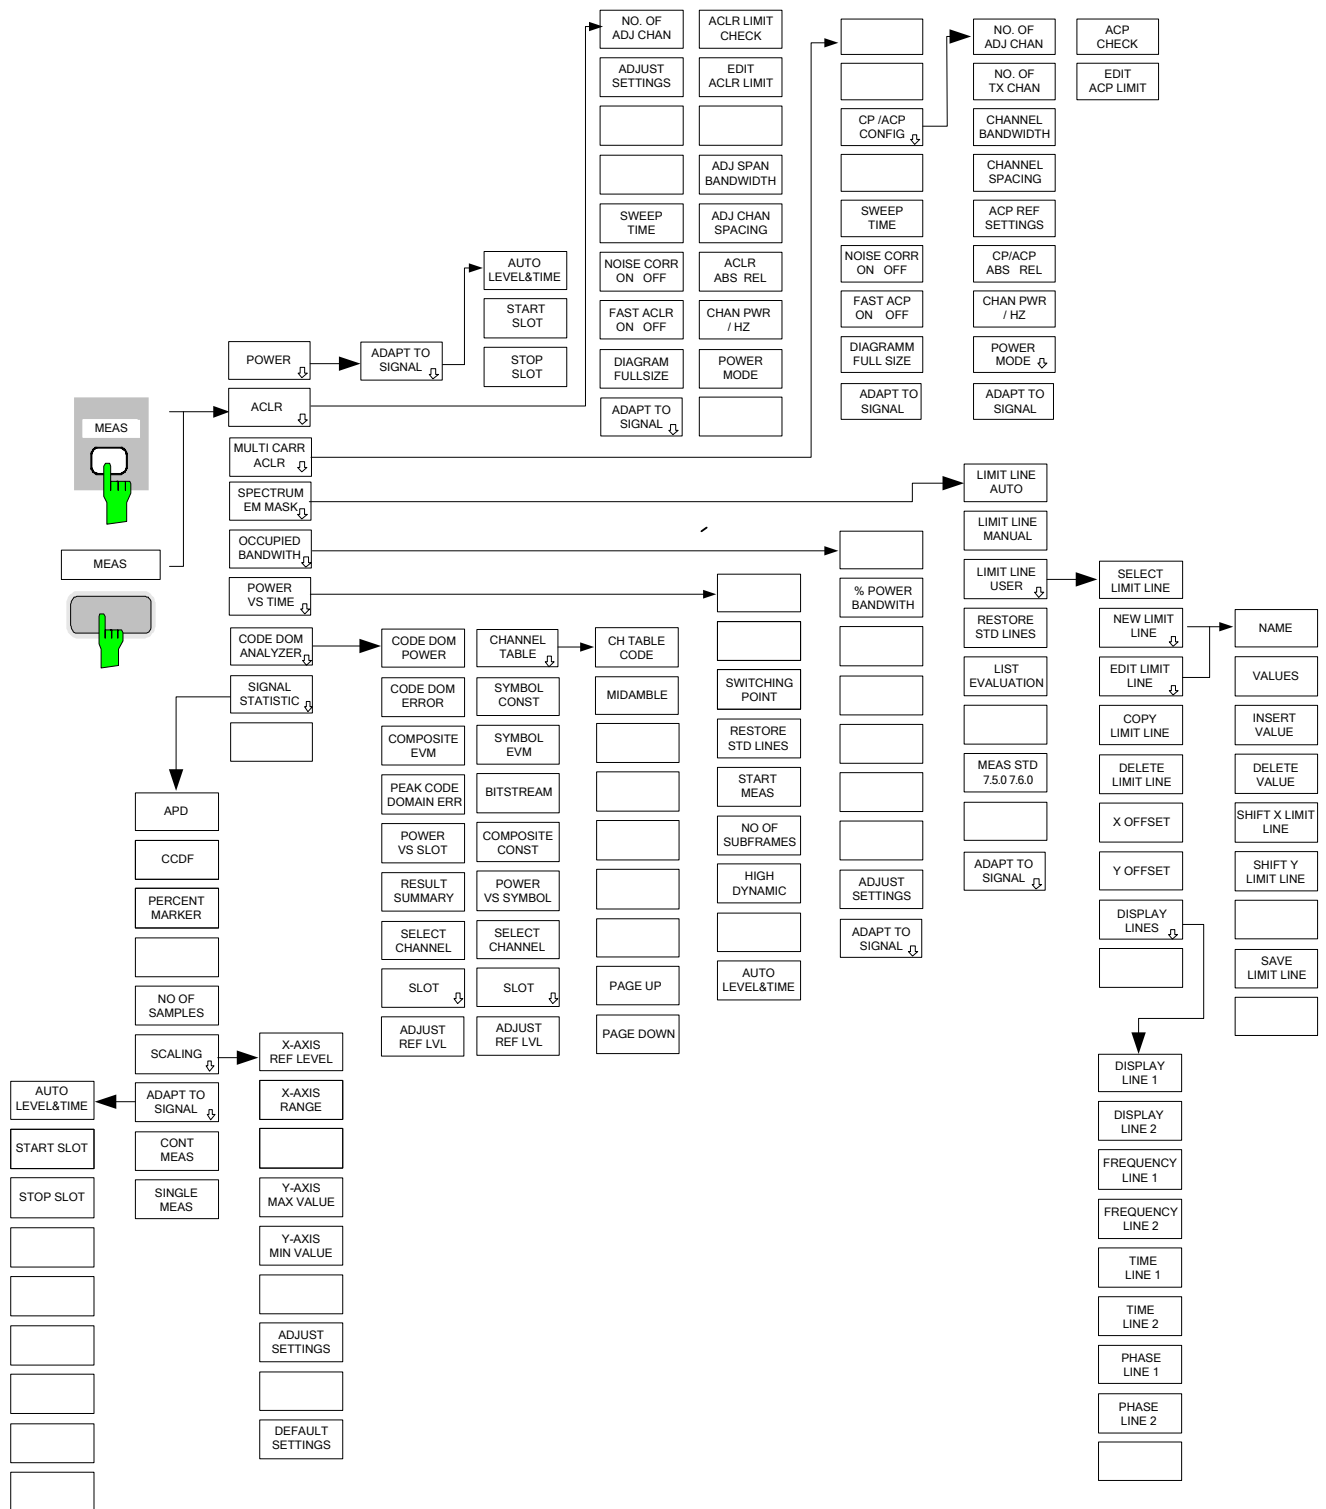 NO. OF
ADJ CHAN
ADJUST
SETTINGS
SWEEP
TIME
NOISE CORR
ON OFF
FAST ACLR
ON OFF
DIAGRAM
FULLSIZE
ADAPT TO
SIGNAL
ACLR LIMIT
CHECK
EDIT
ACLR LIMIT
ADJ SPAN
BANDWIDTH
ADJ CHAN
SPACING
ACLR
ABS REL
CHAN PWR
/ HZ
POWER
MODE
CP /ACP
CONFIG
SWEEP
TIME
NOISE CORR
ON OFF
FAST ACP
ON OFF
DIAGRAMM
FULL SIZE
ADAPT TO
SIGNAL
NO. OF
ADJ CHAN
NO. OF
TX CHAN
CHANNEL
BANDWIDTH
CHANNEL
SPACING
ACP REF
SETTINGS
CP/ACP
ABS REL
CHAN PWR
/ HZ
POWER
MODE
ADAPT TO
SIGNAL
ACP
CHECK
EDIT
ACP LIMIT
AUTO
LEVEL&TIME
START
SLOT
STOP
SLOT
ADAPT TO
SIGNAL
MEAS
MEAS
POWER
ACLR
MULTI CARR
ACLR
SPECTRUM
EM MASK
OCCUPIED
BANDWITH
POWER
VS TIME
CODE DOM
ANALYZER
SIGNAL
STATISTIC
CODE DOM
POWER
CODE DOM
ERROR
COMPOSITE
EVM
PEAK CODE
DOMAIN ERR
POWER
VS SLOT
RESULT
SUMMARY
SELECT
CHANNEL
SLOT
ADJUST
REF LVL
CHANNEL
TABLE
SYMBOL
CONST
SYMBOL
EVM
BITSTREAM
COMPOSITE
CONST
POWER
VS SYMBOL
SELECT
CHANNEL
SLOT
ADJUST
REF LVL
CH TABLE
CODE
MIDAMBLE
PAGE UP
PAGE DOWN
SWITCHING
POINT
RESTORE
STD LINES
START
MEAS
NO OF
SUBFRAMES
HIGH
DYNAMIC
AUTO
LEVEL&TIME
% POWER
BANDWITH
ADJUST
SETTINGS
ADAPT TO
SIGNAL
LIMIT LINE
AUTO
LIMIT LINE
MANUAL
LIMIT LINE
USER
RESTORE
STD LINES
LIST
EVALUATION
MEAS STD
7.5.0 7.6.0
ADAPT TO
SIGNAL
SELECT
LIMIT LINE
NEW LIMIT
LINE
EDIT LIMIT
LINE
COPY
LIMIT LINE
DELETE
LIMIT LINE
X OFFSET
Y OFFSET
DISPLAY
LINES
NAME
VALUES
INSERT
VALUE
DELETE
VALUE
SHIFT X LIMIT
LINE
SHIFT Y
LIMIT LINE
SAVE
LIMIT LINE
DISPLAY
LINE 1
DISPLAY
LINE 2
FREQUENCY
LINE 1
FREQUENCY
LINE 2
TIME
LINE 1
TIME
LINE 2
PHASE
LINE 1
PHASE
LINE 2
APD
CCDF
PERCENT
MARKER
NO OF
SAMPLES
SCALING
ADAPT TO
SIGNAL
CONT
MEAS
SINGLE
MEAS
AUTO
LEVEL&TIME
START SLOT
STOP SLOT
X-AXIS
REF LEVEL
X-AXIS
RANGE
Y-AXIS
MAX VALUE
Y-AXIS
MIN VALUE
ADJUST
SETTINGS
DEFAULT
SETTINGS